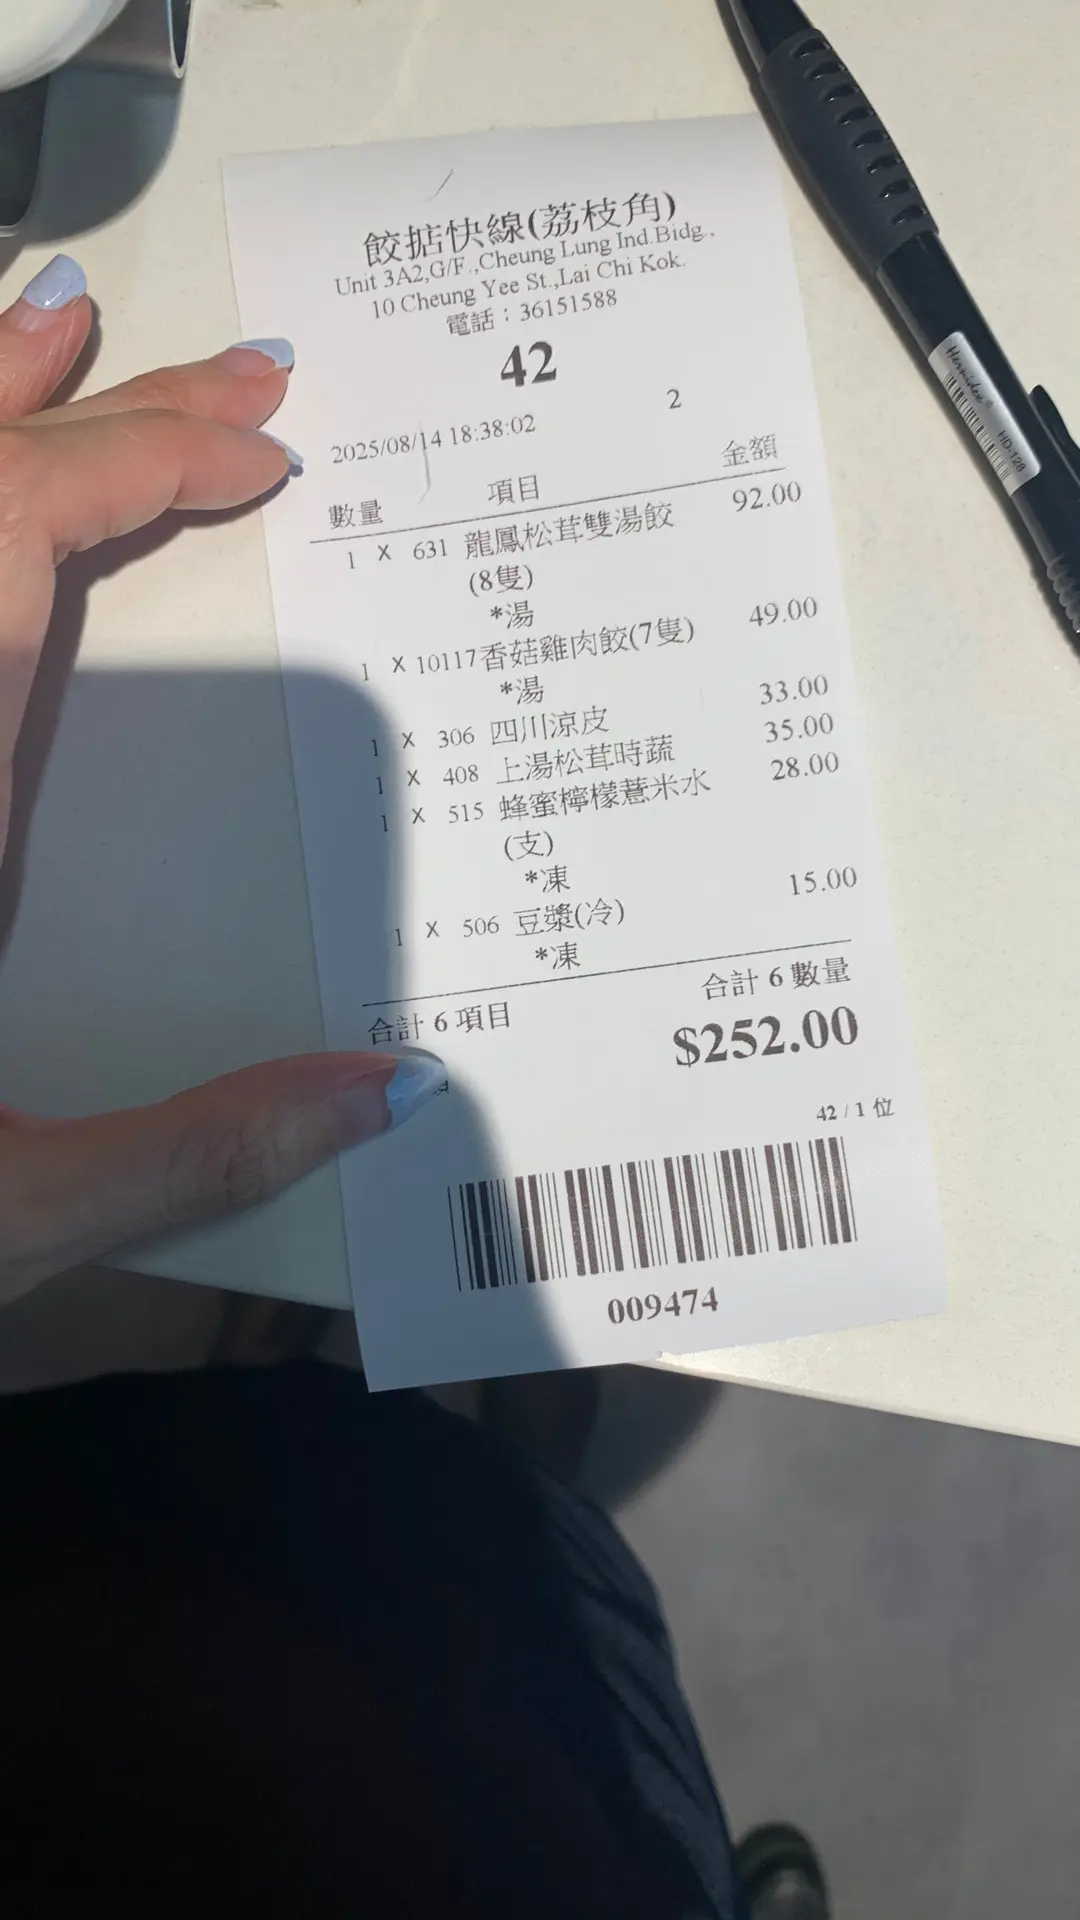 餃掂快線(荔枝角)
Unit 3A2,G/F.,Cheung Lung Ind.Bidg.,
10 Cheung Yee St.,Lai Chi Kok.
電話：36151588
42
2025/08/14 18:38:02 2
數量 項目 金額
1 X 631 龍鳳松茸雙湯餃 92.00
(8隻)
*湯
1 X 10117 香菇雞肉餃(7隻) 49.00
*湯
1 X 306 四川涼皮 33.00
1 X 408 上湯松茸時蔬 35.00
1 X 515 蜂蜜檸檬薏米水 28.00
(支)
*凍
1 X 506 豆漿(冷) 15.00
*凍
合計 6 項目 合計 6 數量
$252.00
42 / 1 位
009474
Hermides®
HD-128